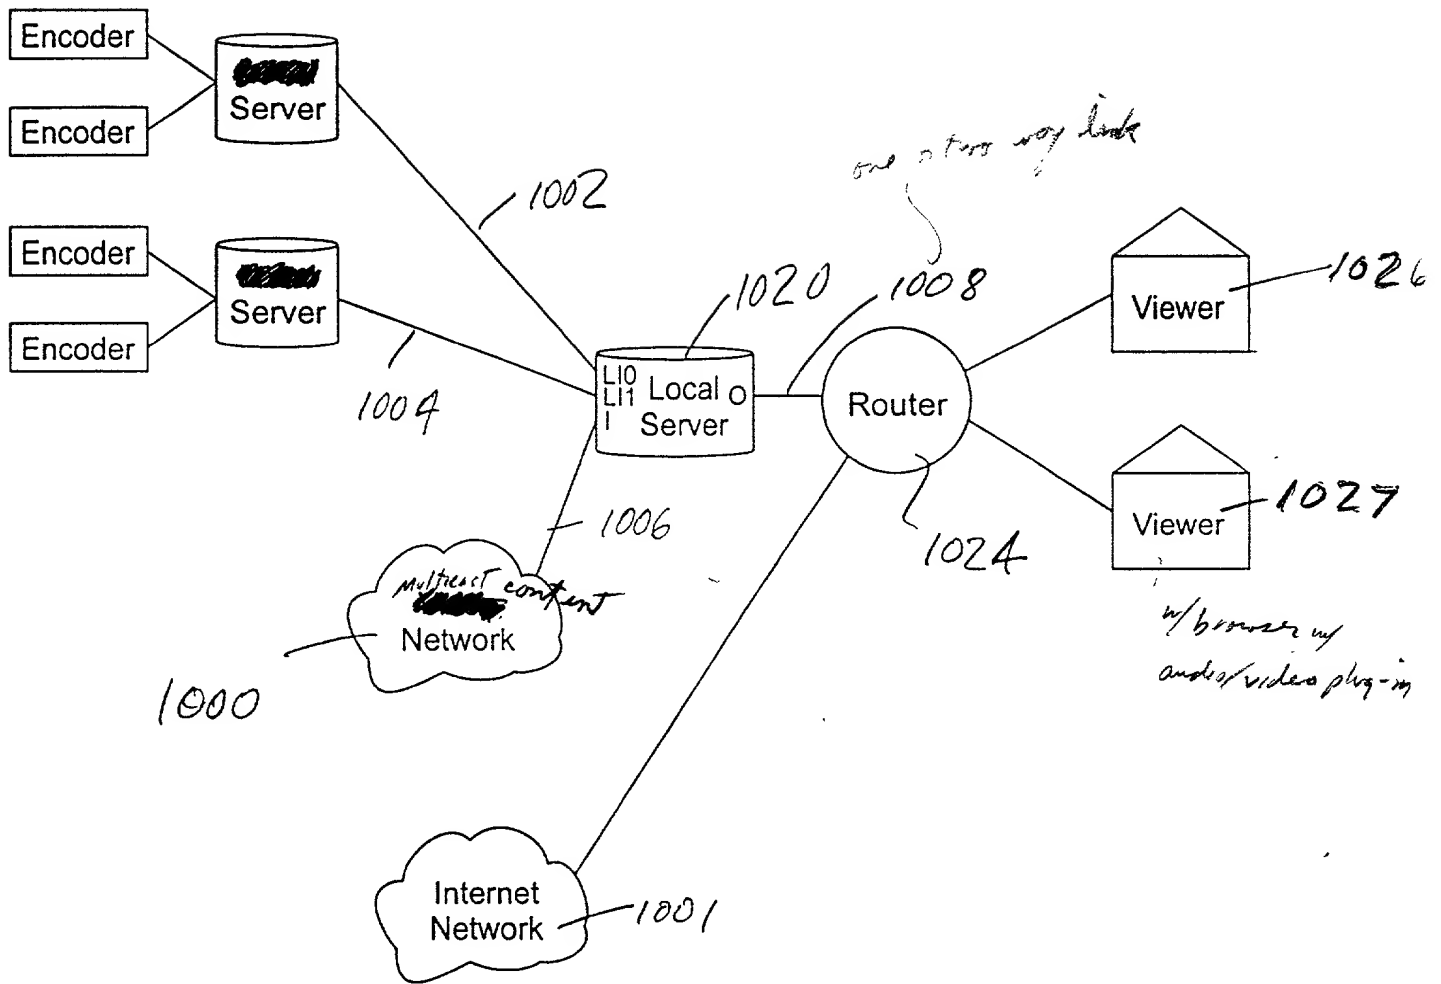 Encoder
Server
Encoder
one or two way link
1002
Encoder
Server
Encoder
1004
1020
1008
1026
Viewer
LI0
LI1
I
Local
Server
O
Router
1024
1027
Viewer
w/browser w/
audio/video plug-in
1006
Multicast content
Network
1000
Internet
Network
1001